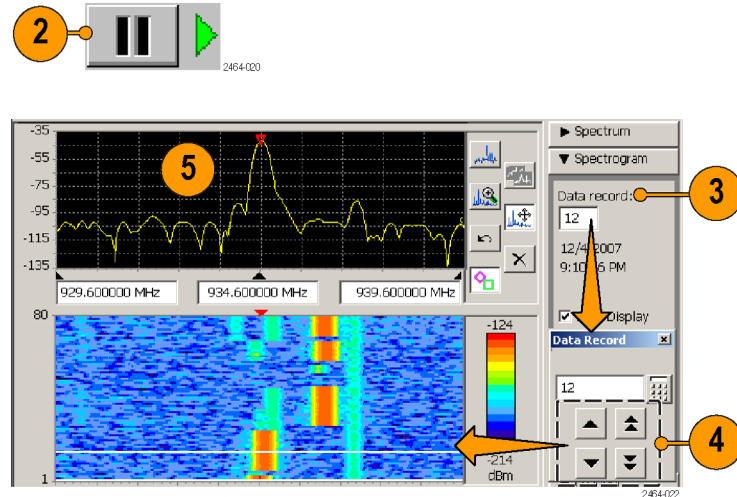 2
2464-020
-35
-55
-75
-95
-115
-135
5
929.600000 MHz
934.600000 MHz
939.600000 MHz
80
1
-124
-214
dBm
Spectrum
Spectrogram
Data record:
3
12
12/4 2007
9:10 PM
Display
Data Record
12
4
2464-022